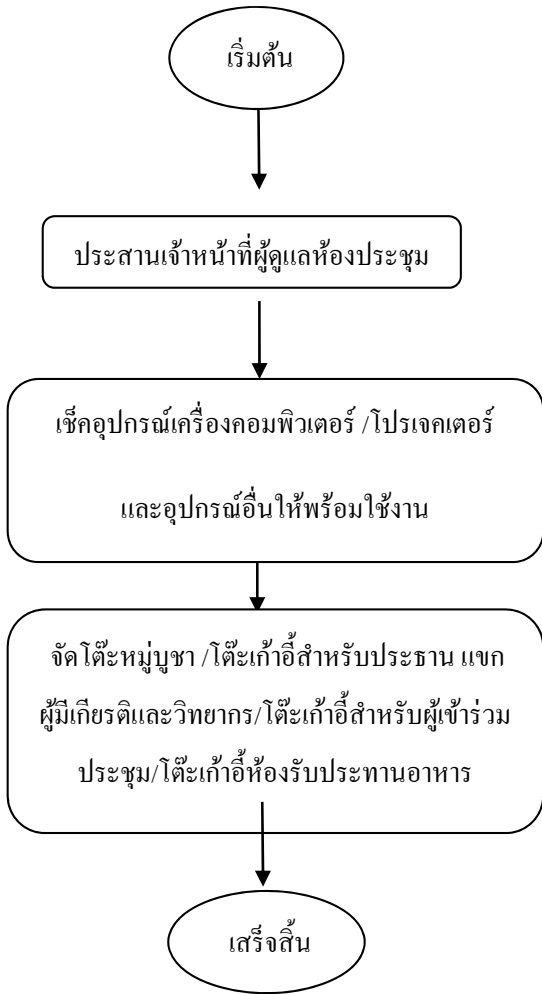 เริ่มต้น
ประสานเจ้าหน้าที่ผู้ดูแลห้องประชุม
เช็คอุปกรณ์เครื่องคอมพิวเตอร์ /โปรเจคเตอร์
และอุปกรณ์อื่นให้พร้อมใช้งาน
จัดโต๊ะหมู่บูชา /โต๊ะเก้าอี้สำหรับประธาน แขก
ผู้มีเกียรติและวิทยากร/โต๊ะเก้าอี้สำหรับผู้เข้าร่วม
ประชุม/โต๊ะเก้าอี้ห้องรับประทานอาหาร
เสร็จสิ้น